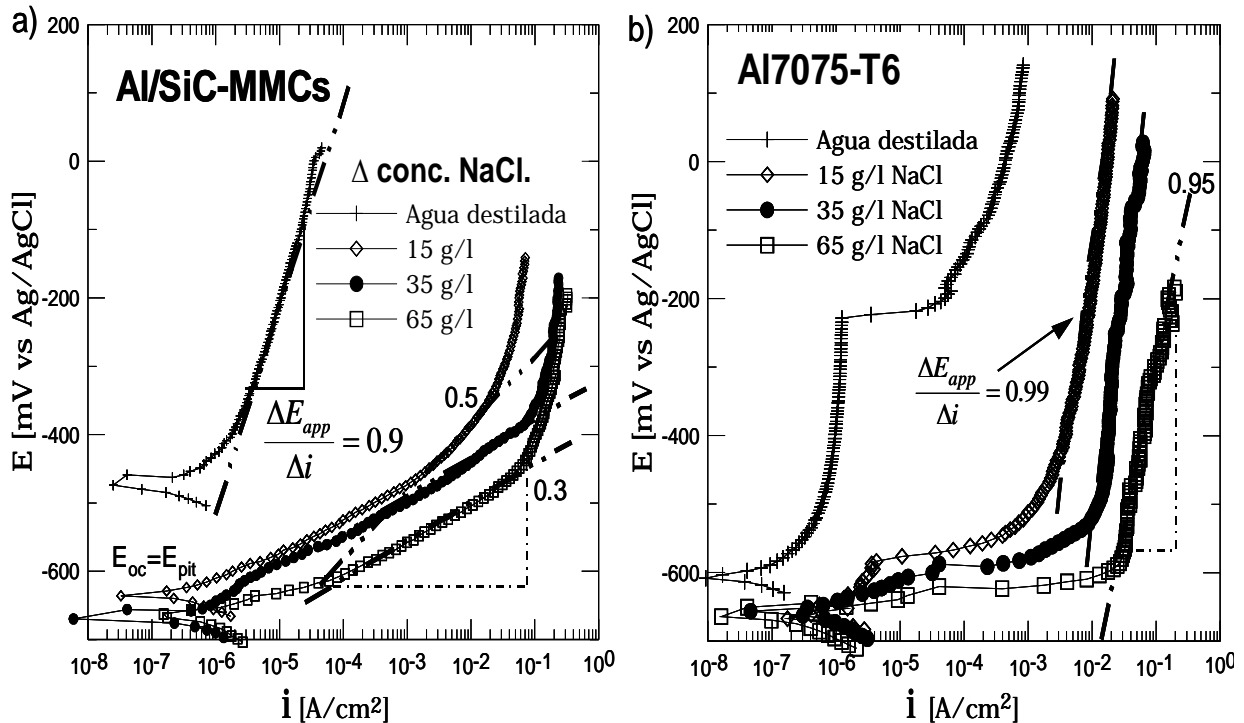 a)
Al/SiC-MMCs
Δ conc. NaCl.
Agua destilada
15 g/l
35 g/l
65 g/l
0.5
ΔE_app/Δi = 0.9
0.3
E_oc=E_pit
200
0
-200
-400
-600
E [mV vs Ag/AgCl]
10^-8 10^-7 10^-6 10^-5 10^-4 10^-3 10^-2 10^-1 10^0
i [A/cm²]
b)
Al7075-T6
Agua destilada
15 g/l NaCl
35 g/l NaCl
65 g/l NaCl
0.95
ΔE_app/Δi = 0.99
200
0
-200
-400
-600
E [mV vs Ag/AgCl]
10^-8 10^-7 10^-6 10^-5 10^-4 10^-3 10^-2 10^-1 10^0
i [A/cm²]